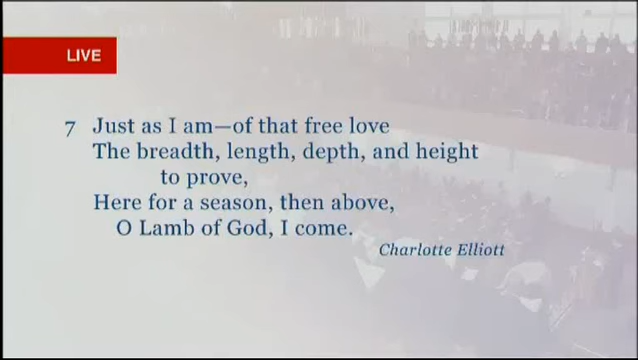 LIVE
7 Just as I am—of that free love
The breadth, length, depth, and height
to prove,
Here for a season, then above,
O Lamb of God, I come.
Charlotte Elliott